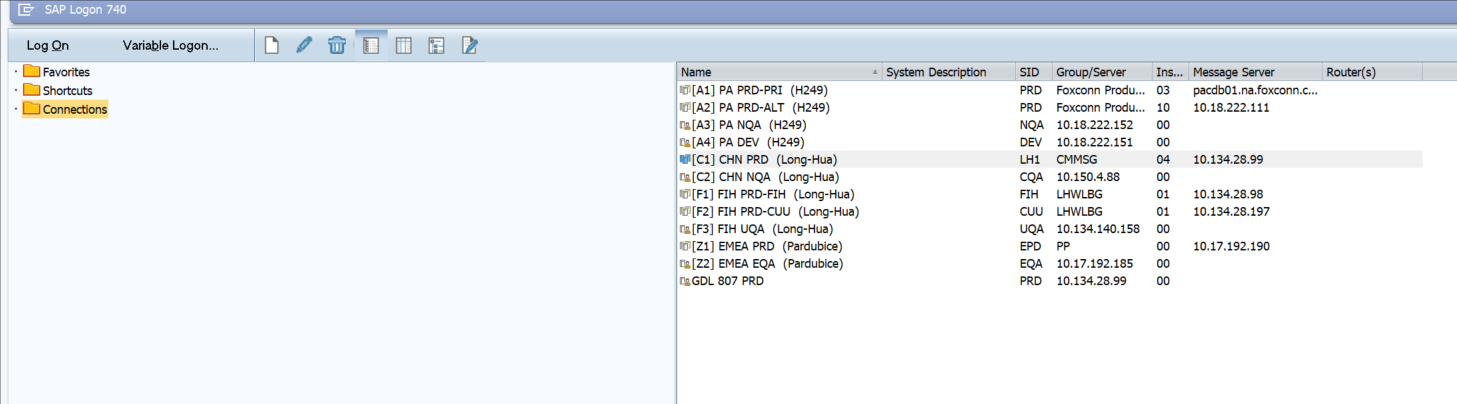 SAP Logon 740
Log On Variable Logon...
Favorites
Shortcuts
Connections
Name System Description SID Group/Server Ins... Message Server Router(s)
[A1] PA PRD-PRI (H249) PRD Foxconn Produ... 03 pacdb01.na.foxconn.c...
[A2] PA PRD-ALT (H249) PRD Foxconn Produ... 10 10.18.222.111
[A3] PA NQA (H249) NQA 10.18.222.152 00
[A4] PA DEV (H249) DEV 10.18.222.151 00
[C1] CHN PRD (Long-Hua) LH1 CMMSG 04 10.134.28.99
[C2] CHN NQA (Long-Hua) CQA 10.150.4.88 00
[F1] FIH PRD-FIH (Long-Hua) FIH LHWLBG 01 10.134.28.98
[F2] FIH PRD-CUU (Long-Hua) CUU LHWLBG 01 10.134.28.197
[F3] FIH UQA (Long-Hua) UQA 10.134.140.158 00
[Z1] EMEA PRD (Pardubice) EPD PP 00 10.17.192.190
[Z2] EMEA EQA (Pardubice) EQA 10.17.192.185 00
GDL 807 PRD PRD 10.134.28.99 00